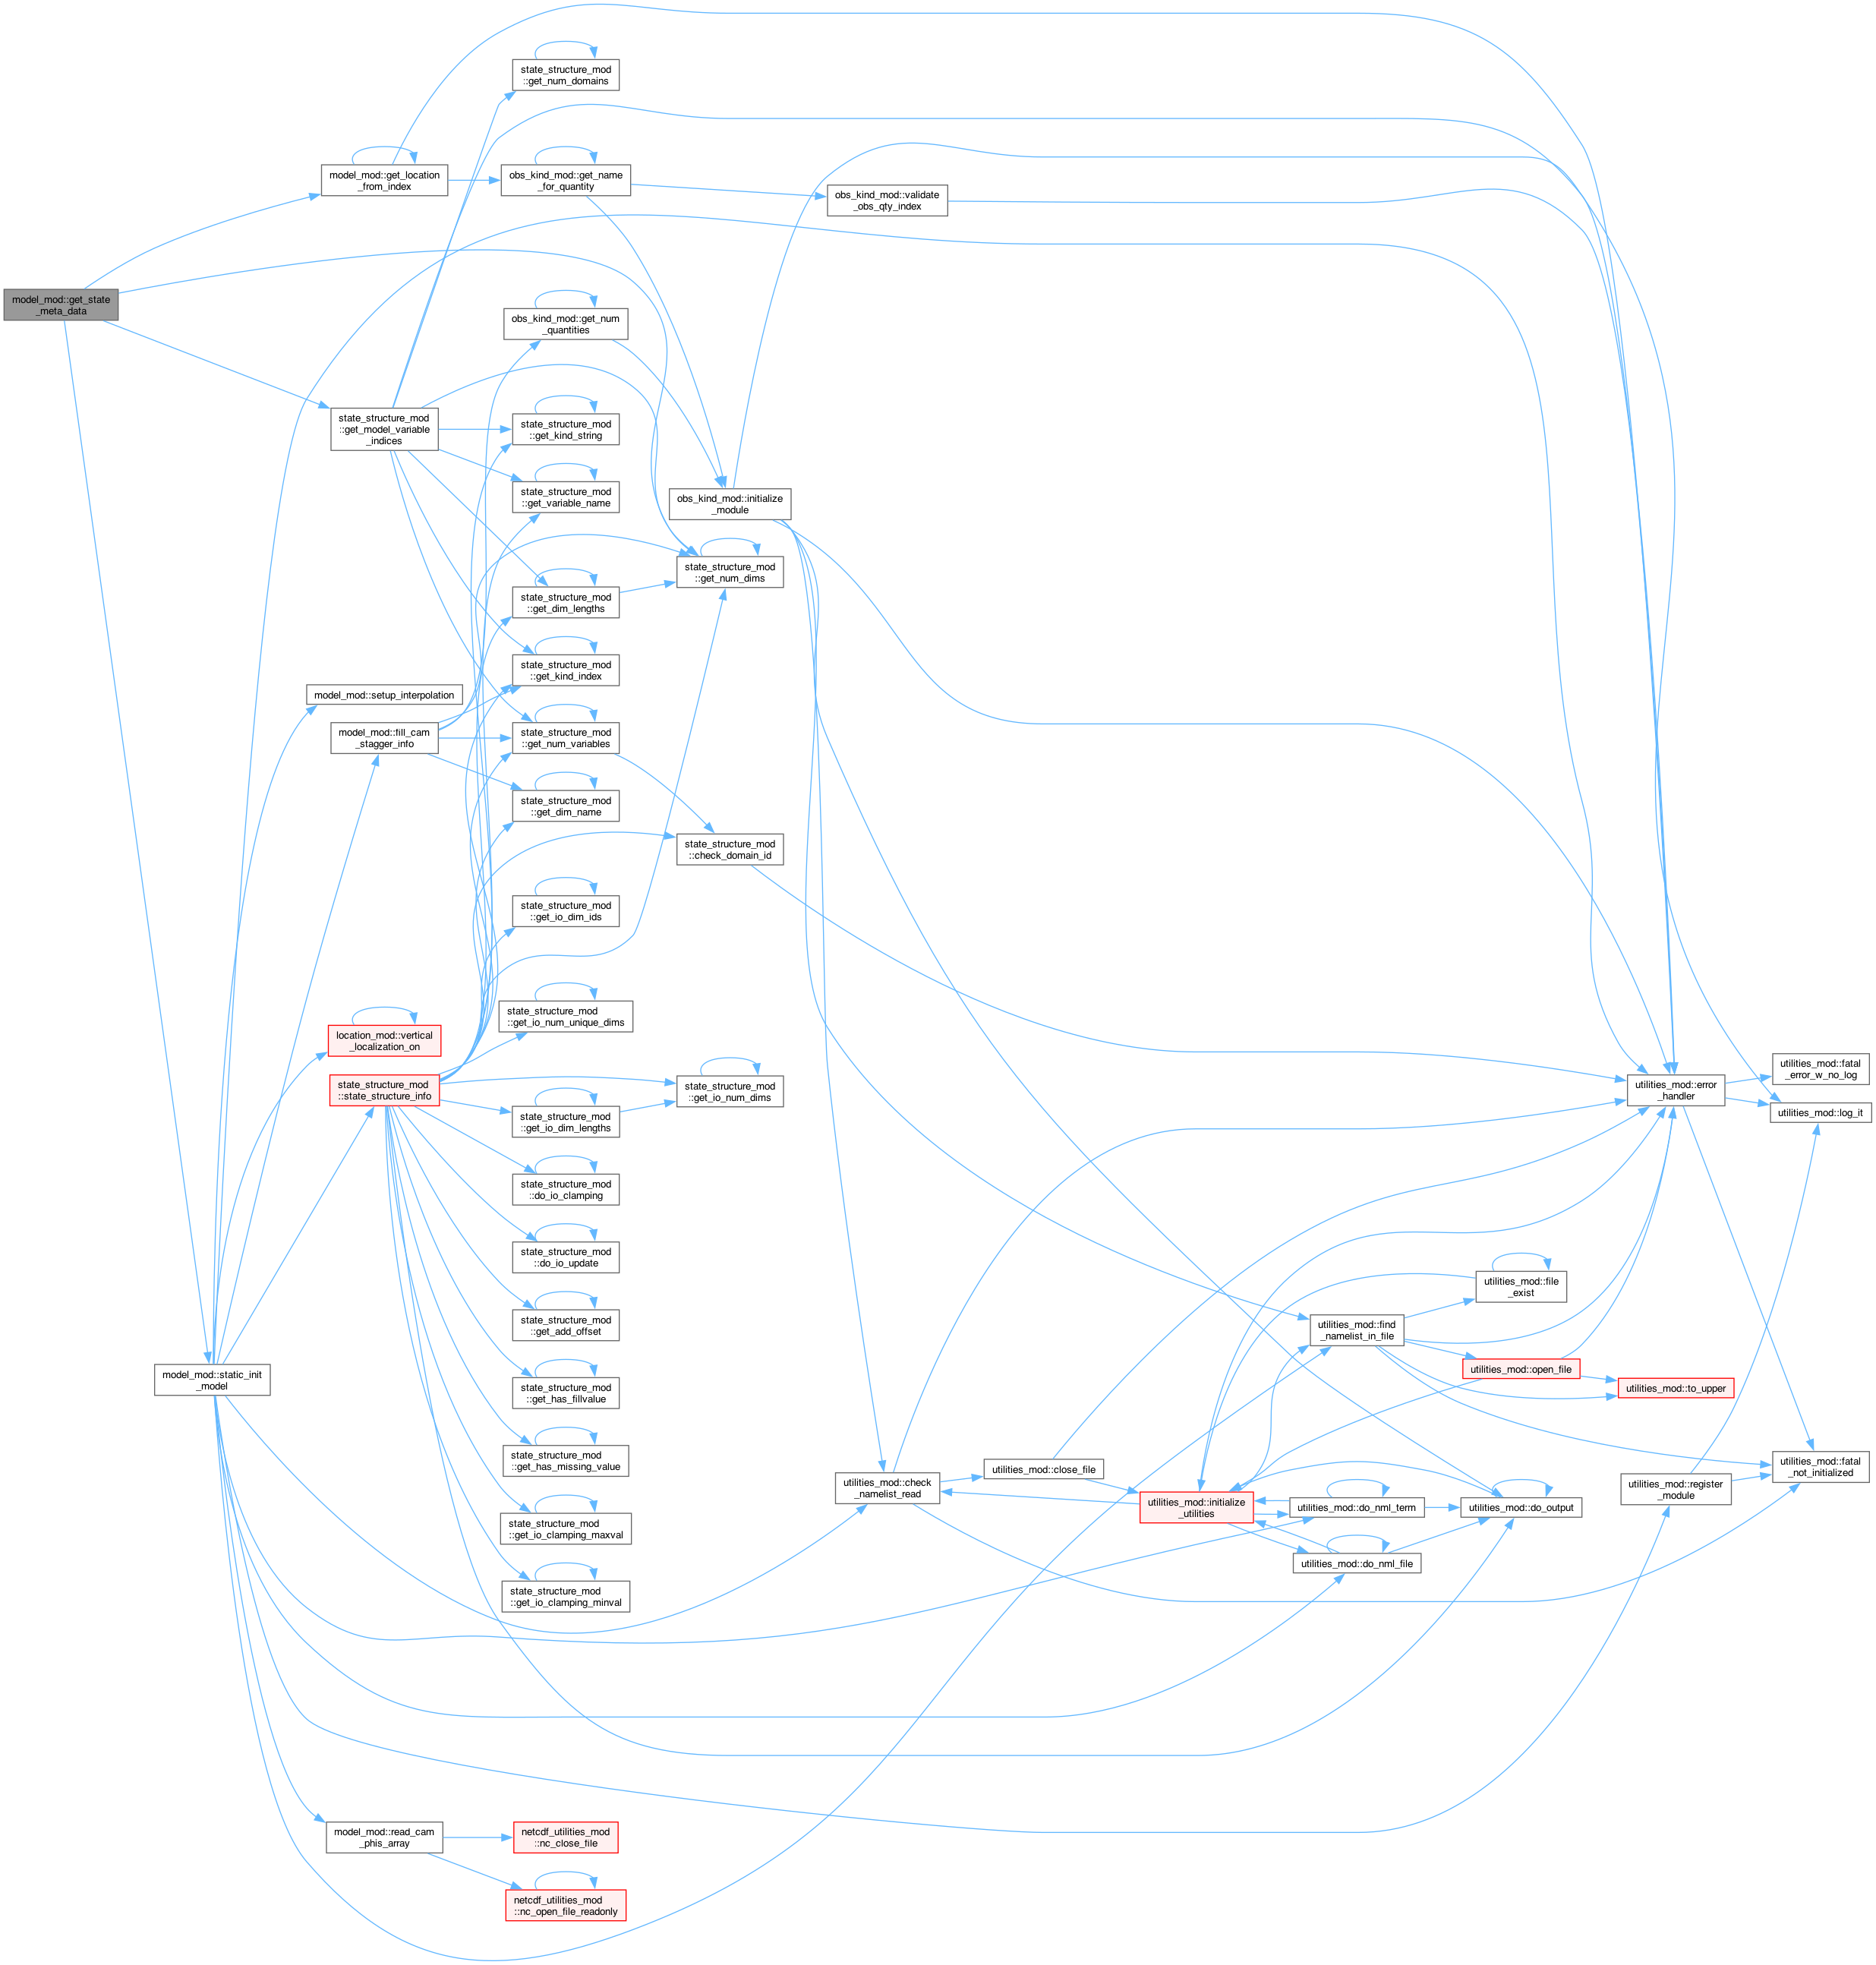 model_mod::get_state
_meta_data
model_mod::get_location
_from_index
state_structure_mod
::get_model_variable
_indices
model_mod::static_init
_model
model_mod::setup_interpolation
model_mod::fill_cam
_stagger_info
location_mod::vertical
_localization_on
state_structure_mod
::state_structure_info
model_mod::read_cam
_phis_array
state_structure_mod
::get_num_domains
obs_kind_mod::get_name
_for_quantity
obs_kind_mod::get_num
_quantities
state_structure_mod
::get_kind_string
state_structure_mod
::get_variable_name
state_structure_mod
::get_dim_lengths
state_structure_mod
::get_kind_index
state_structure_mod
::get_num_variables
state_structure_mod
::get_dim_name
state_structure_mod
::get_io_dim_ids
state_structure_mod
::get_io_num_unique_dims
state_structure_mod
::get_io_dim_lengths
state_structure_mod
::do_io_clamping
state_structure_mod
::do_io_update
state_structure_mod
::get_add_offset
state_structure_mod
::get_has_fillvalue
state_structure_mod
::get_has_missing_value
state_structure_mod
::get_io_clamping_maxval
state_structure_mod
::get_io_clamping_minval
netcdf_utilities_mod
::nc_close_file
netcdf_utilities_mod
::nc_open_file_readonly
obs_kind_mod::initialize
_module
state_structure_mod
::get_num_dims
state_structure_mod
::check_domain_id
state_structure_mod
::get_io_num_dims
obs_kind_mod::validate
_obs_qty_index
utilities_mod::check
_namelist_read
utilities_mod::close_file
utilities_mod::initialize
_utilities
utilities_mod::find
_namelist_in_file
utilities_mod::do_nml_term
utilities_mod::do_nml_file
utilities_mod::file
_exist
utilities_mod::open_file
utilities_mod::do_output
utilities_mod::error
_handler
utilities_mod::to_upper
utilities_mod::register
_module
utilities_mod::fatal
_error_w_no_log
utilities_mod::log_it
utilities_mod::fatal
_not_initialized